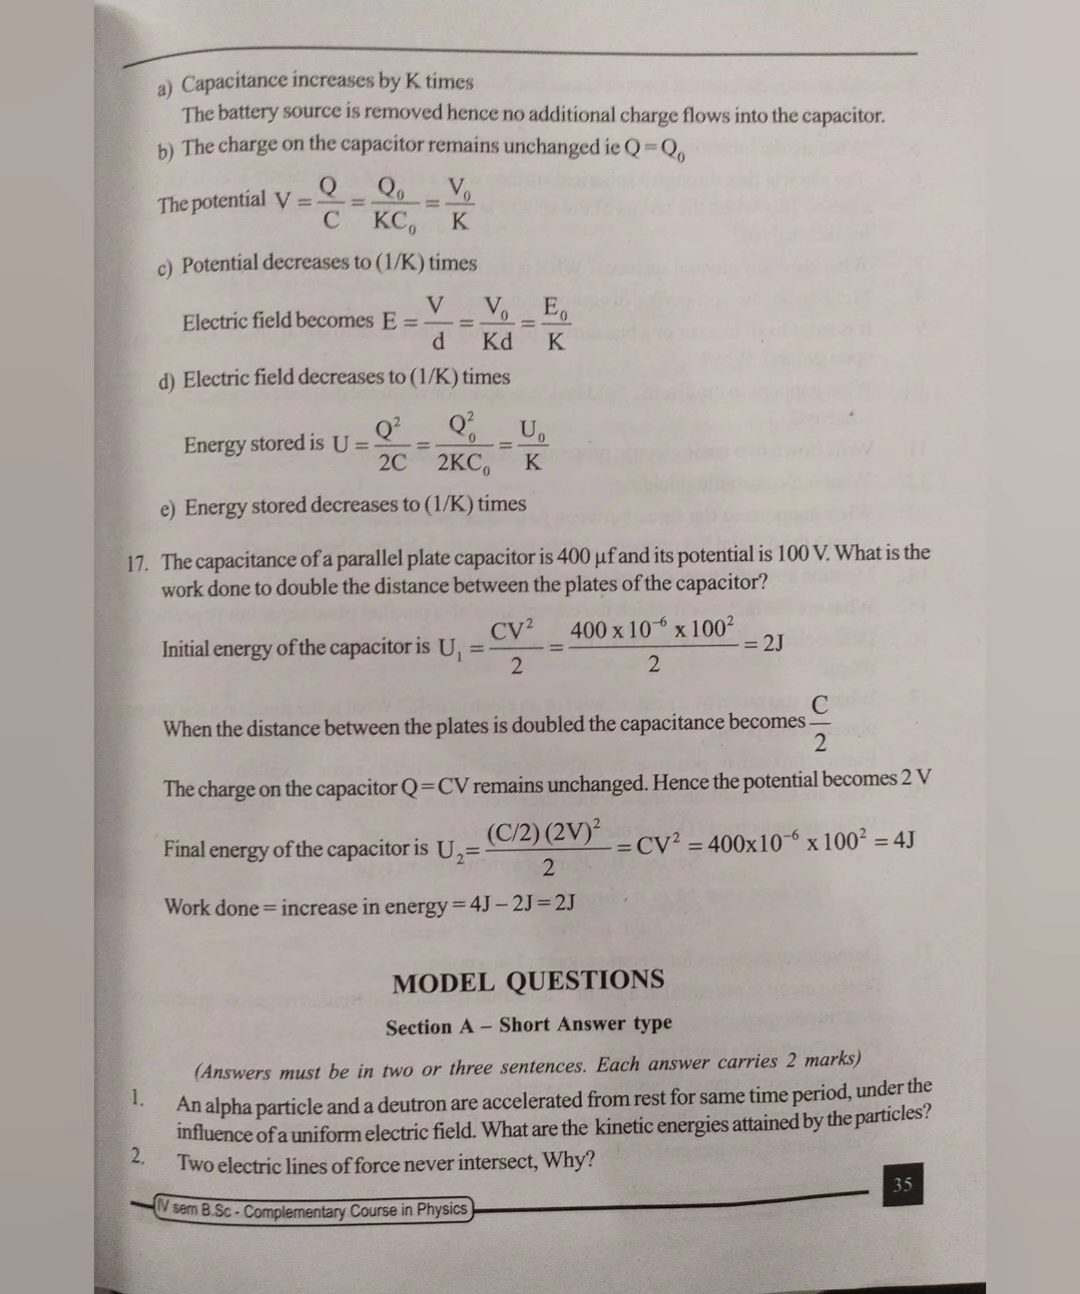 a) Capacitance increases by K times
The battery source is removed hence no additional charge flows into the capacitor.
b) The charge on the capacitor remains unchanged ie Q = Q₀
The potential V = Q/C = Q₀/KC₀ = V₀/K
c) Potential decreases to (1/K) times
Electric field becomes E = V/d = V₀/Kd = E₀/K
d) Electric field decreases to (1/K) times
Energy stored is U = Q²/2C = Q₀²/2KC₀ = U₀/K
e) Energy stored decreases to (1/K) times
17. The capacitance of a parallel plate capacitor is 400 μf and its potential is 100 V. What is the
work done to double the distance between the plates of the capacitor?
Initial energy of the capacitor is U₁ = CV²/2 = 400 x 10⁻⁶ x 100²/2 = 2J
When the distance between the plates is doubled the capacitance becomes C/2
The charge on the capacitor Q = CV remains unchanged. Hence the potential becomes 2 V
Final energy of the capacitor is U₂= (C/2) (2V)²/2 = CV² = 400x10⁻⁶ x 100² = 4J
Work done = increase in energy = 4J – 2J = 2J
MODEL QUESTIONS
Section A – Short Answer type
(Answers must be in two or three sentences. Each answer carries 2 marks)
1. An alpha particle and a deutron are accelerated from rest for same time period, under the
influence of a uniform electric field. What are the kinetic energies attained by the particles?
2. Two electric lines of force never intersect, Why?
35
IV sem B.Sc - Complementary Course in Physics